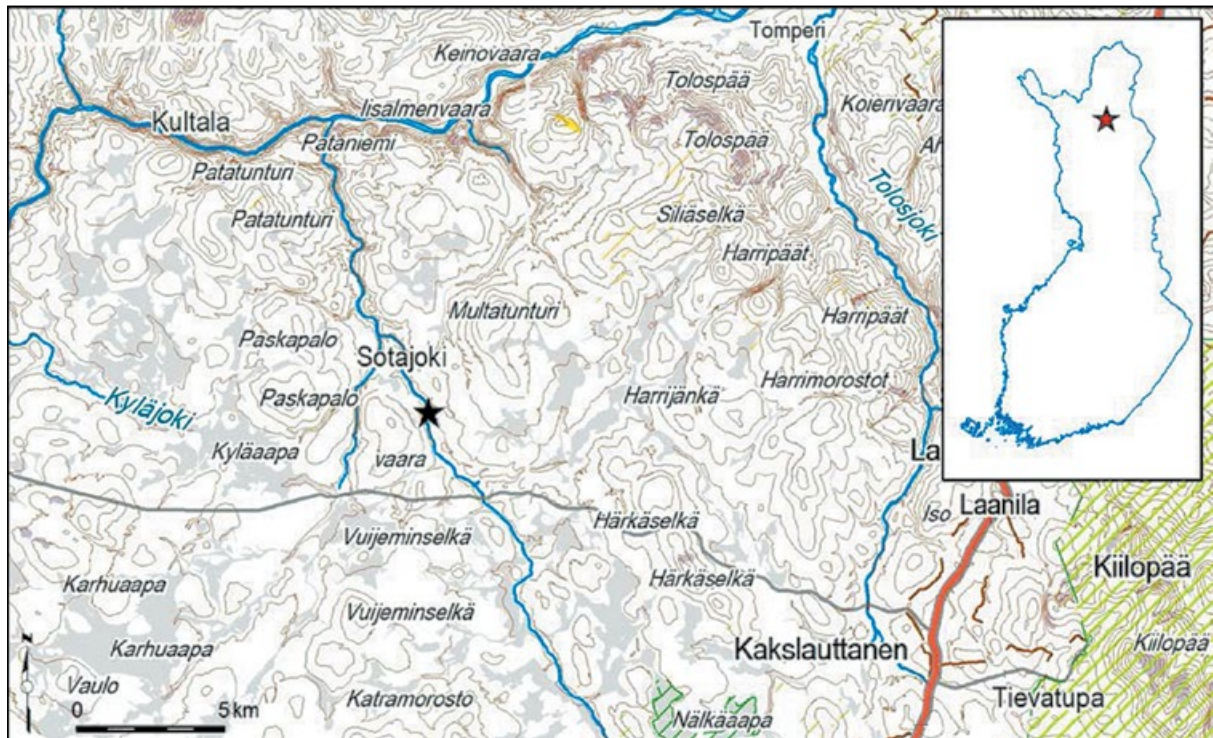 Tomperi
Keinovaara
Tolospää
Iisalmenvaara
Koierivaara
Kultala
Pataniemi
Tolospää
Patatunturi
Tolosjoki
Patatunturi
Siliäselkä
Harripäät
Multatunturi
Harripäät
Paskapalo
Sotajoki
Paskapalo
Harrijänkä
Harrimorostot
Kyläjoki
Kyläaapa
vaara
La
Iso
Laanila
Härkäselkä
Vuijeminselkä
Kiilopää
Karhuaapa
Härkäselkä
Vuijeminselkä
Karhuaapa
Kakslauttanen
Kiilopää
N
Vaulo
Katramorosto
Tievatupa
0 5 km
Nälkäaapa